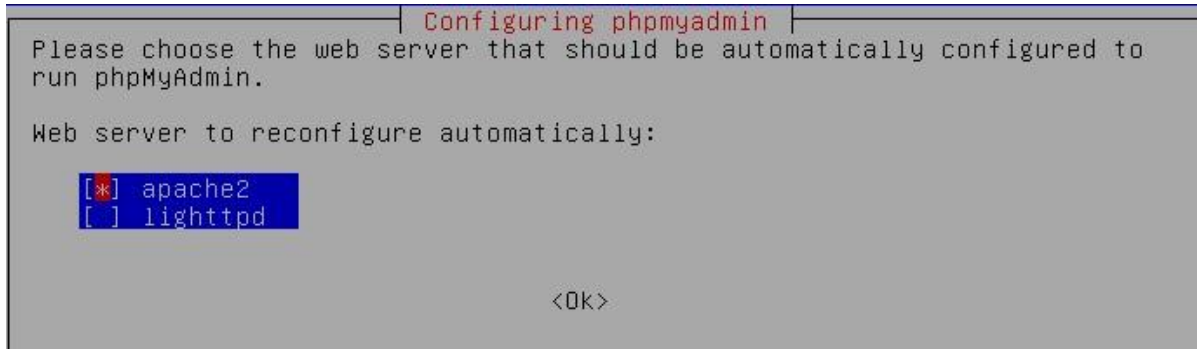 Configuring phpmyadmin
Please choose the web server that should be automatically configured to
run phpMyAdmin.
Web server to reconfigure automatically:
[*] apache2
[ ] lighttpd
<Ok>